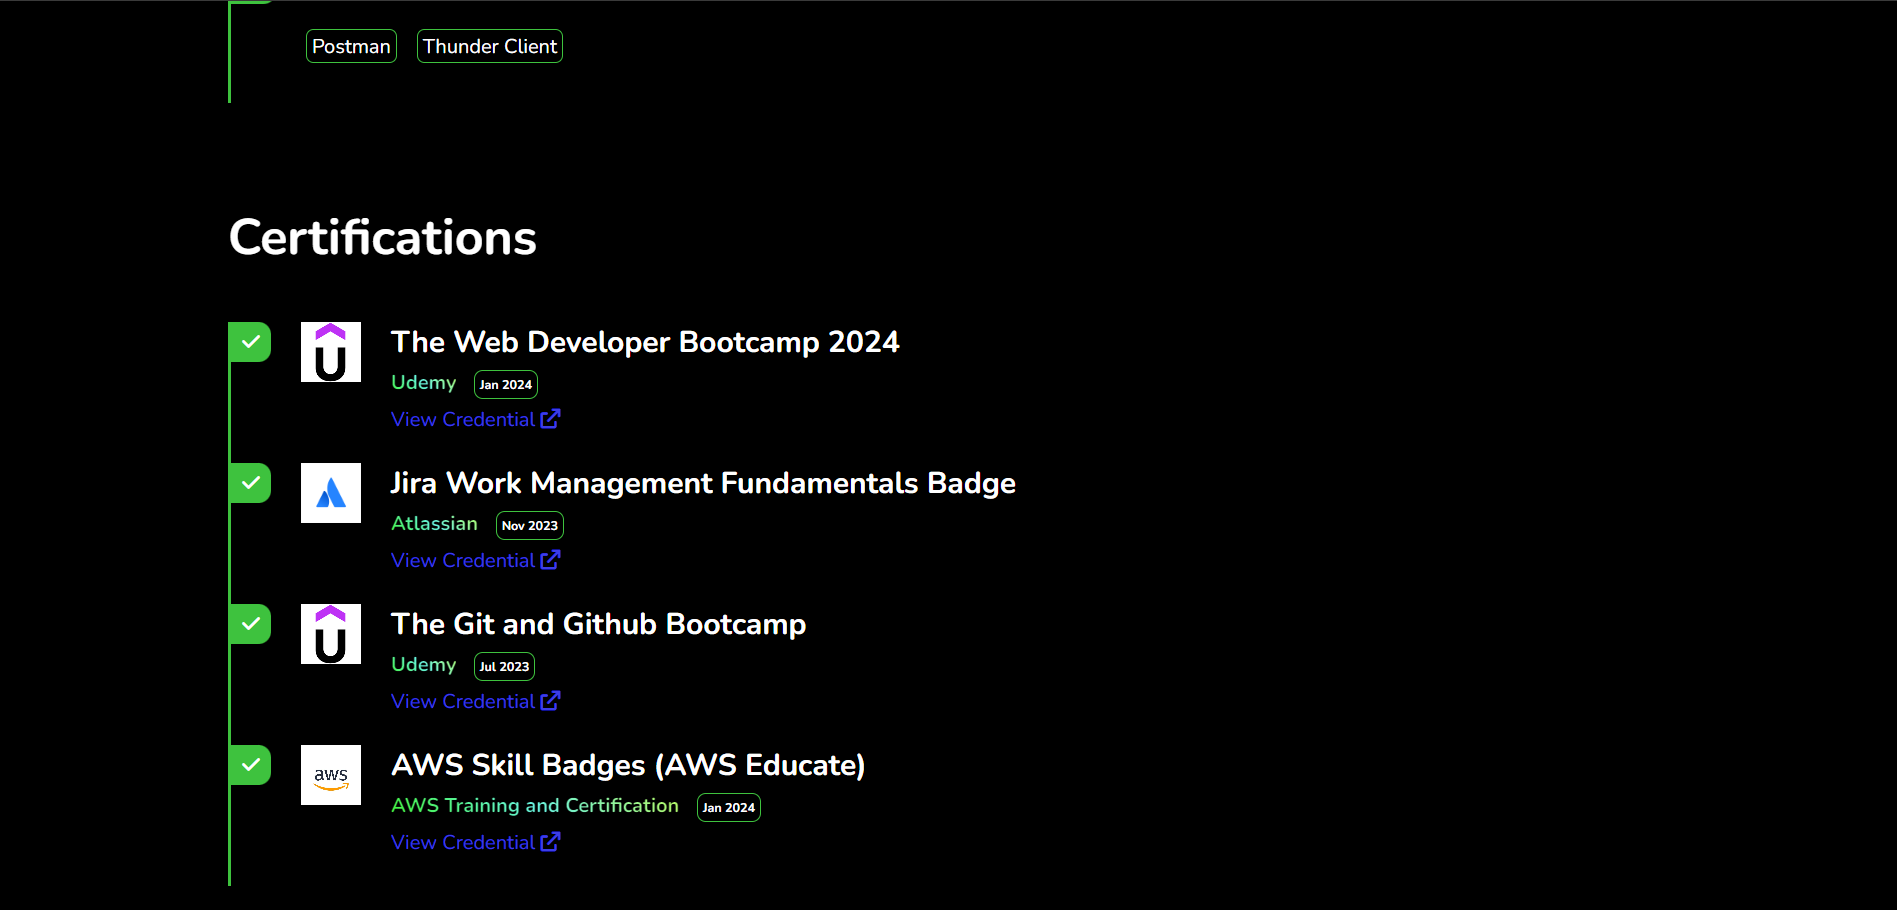 Postman Thunder Client
Certifications
The Web Developer Bootcamp 2024
Udemy Jan 2024
View Credential
Jira Work Management Fundamentals Badge
Atlassian Nov 2023
View Credential
The Git and Github Bootcamp
Udemy Jul 2023
View Credential
aws
AWS Skill Badges (AWS Educate)
AWS Training and Certification Jan 2024
View Credential